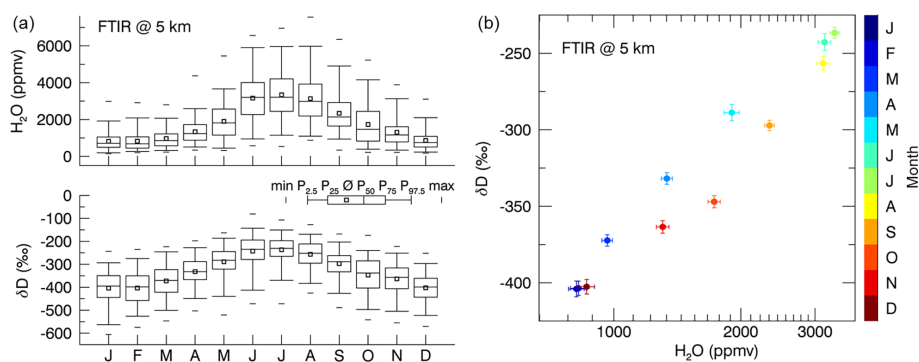 (a)
FTIR @ 5 km
H₂O (ppmv)
6000
4000
2000
0
min P₂.₅ P₂₅ Ø P₅₀ P₇₅ P₉₇.₅ max
δD (‰)
0
-100
-200
-300
-400
-500
-600
J F M A M J J A S O N D
(b)
FTIR @ 5 km
δD (‰)
-250
-300
-350
-400
1000 2000 3000
H₂O (ppmv)
J
F
M
A
M
J
J
A
S
O
N
D
Month